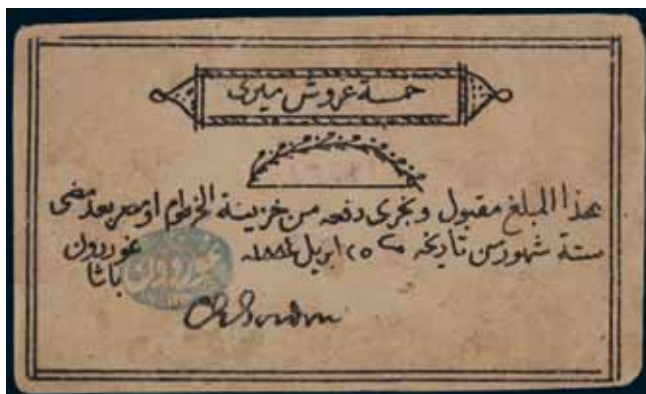 خمسة غروش ميرى
هذا المبلغ مقبول ويجرى دفعه من خزينة الخرطوم او مصر بعد مضى
ستة شهور من تاريخه ٢٥ ابريل ١٨٨٤
غوردون
باشا
C G Gordon